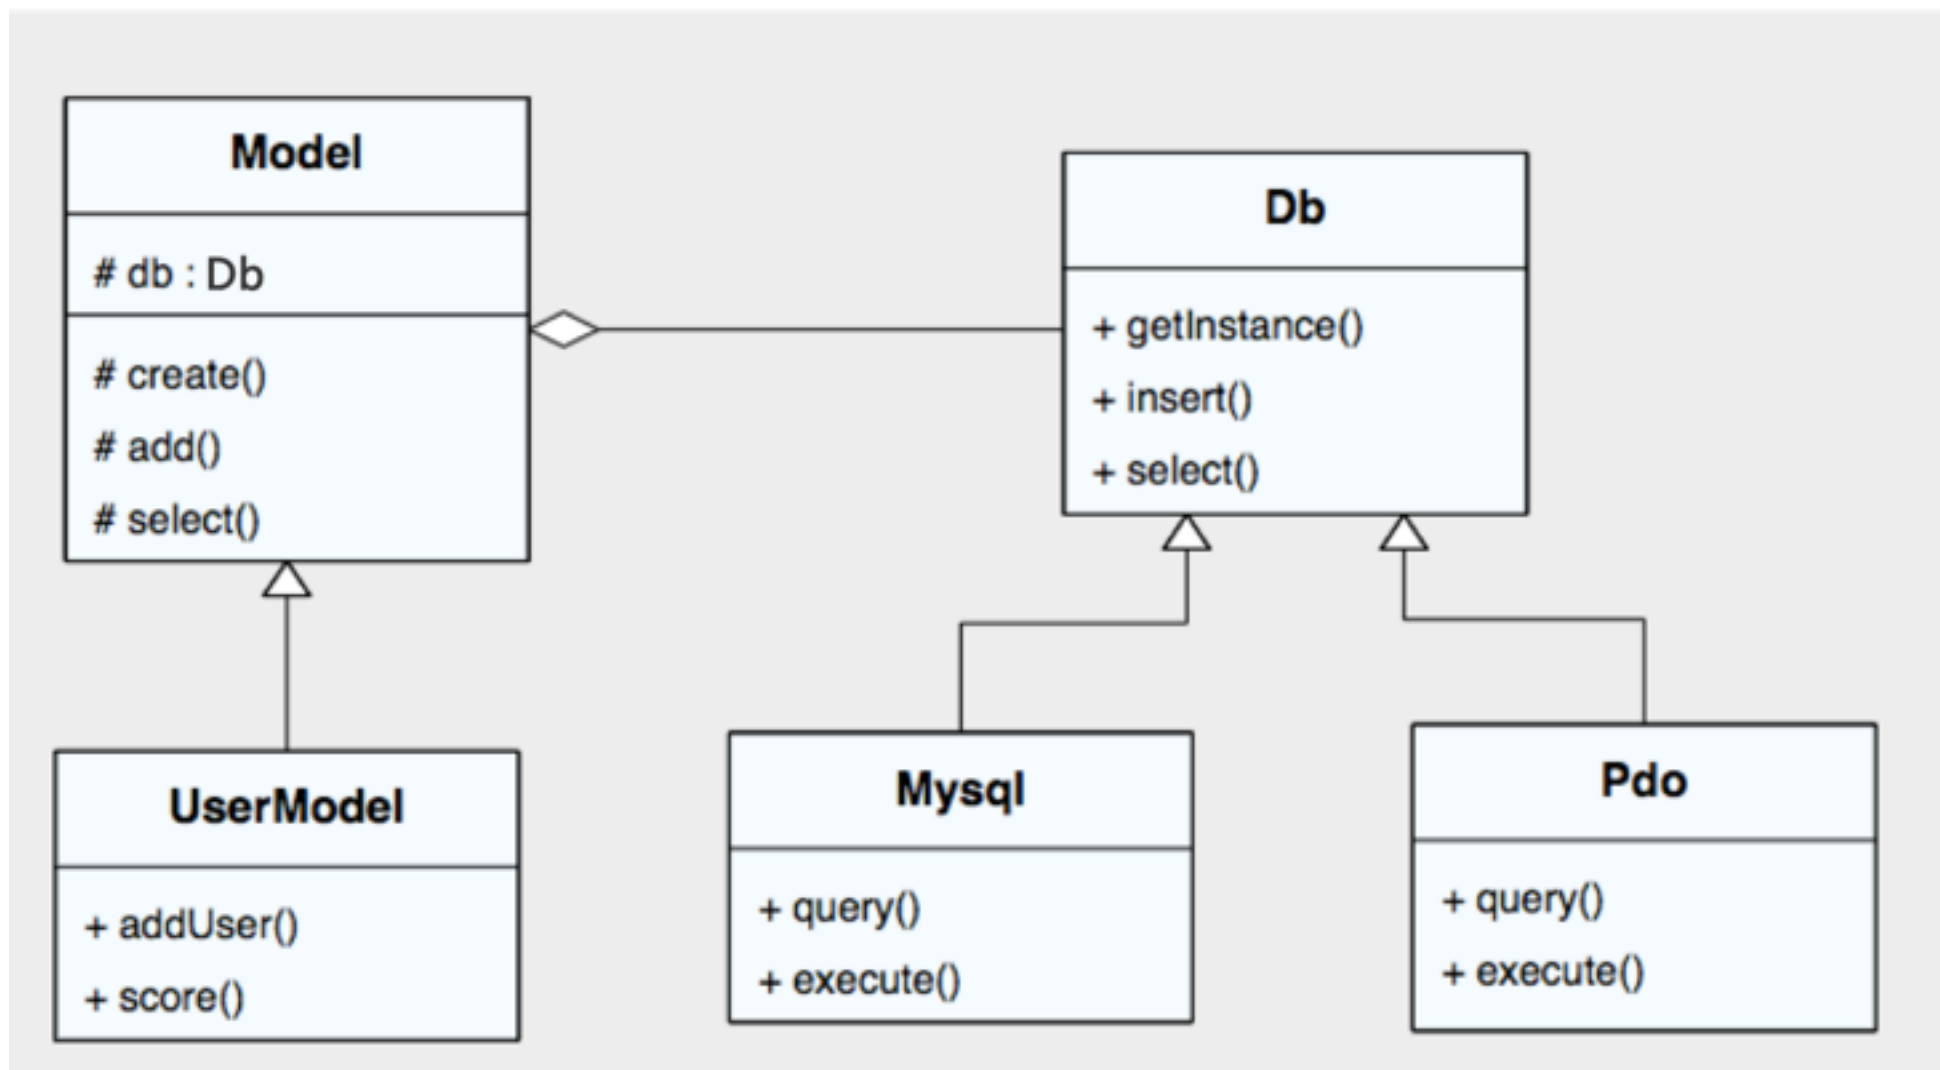 Model
# db : Db
# create()
# add()
# select()
Db
+ getInstance()
+ insert()
+ select()
UserModel
+ addUser()
+ score()
Mysql
+ query()
+ execute()
Pdo
+ query()
+ execute()